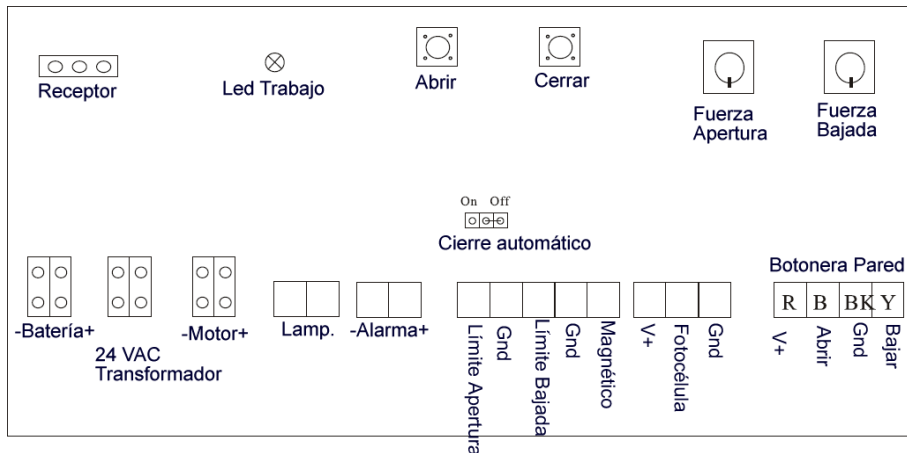 Receptor
Led Trabajo
Abrir
Cerrar
Fuerza
Apertura
Fuerza
Bajada
On Off
Cierre automático
-Batería+
24 VAC
Transformador
-Motor+
Lamp.
-Alarma+
Límite Apertura
Gnd
Límite Bajada
Gnd
Magnético
V+
Fotocélula
Gnd
Botonera Pared
R B BK Y
V+
Abrir
Gnd
Bajar